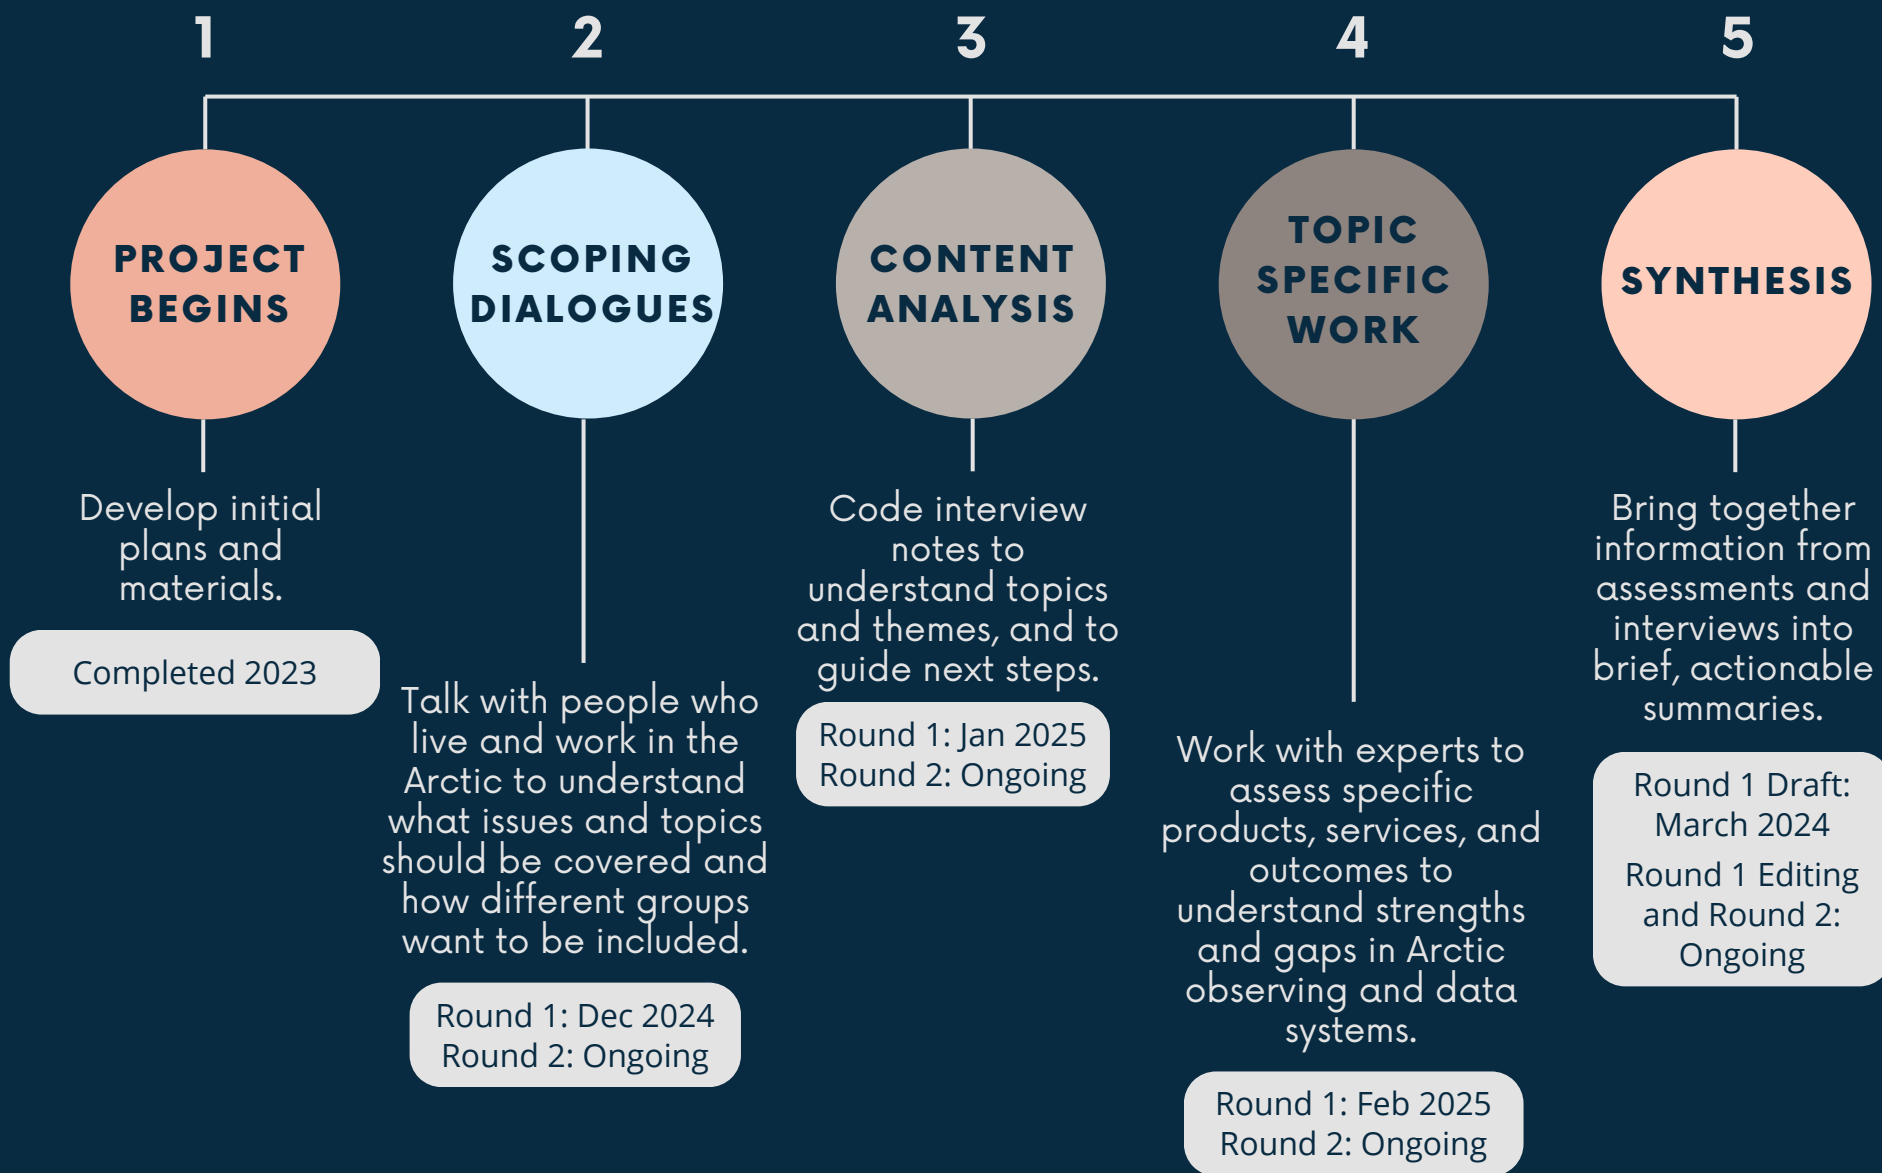 1
2
3
4
5
PROJECT
BEGINS
SCOPING
DIALOGUES
CONTENT
ANALYSIS
TOPIC
SPECIFIC
WORK
SYNTHESIS
Develop initial
plans and
materials.
Completed 2023
Talk with people who
live and work in the
Arctic to understand
what issues and topics
should be covered and
how different groups
want to be included.
Round 1: Dec 2024
Round 2: Ongoing
Code interview
notes to
understand topics
and themes, and to
guide next steps.
Round 1: Jan 2025
Round 2: Ongoing
Work with experts to
assess specific
products, services, and
outcomes to
understand strengths
and gaps in Arctic
observing and data
systems.
Round 1: Feb 2025
Round 2: Ongoing
Bring together
information from
assessments and
interviews into
brief, actionable
summaries.
Round 1 Draft:
March 2024
Round 1 Editing
and Round 2:
Ongoing